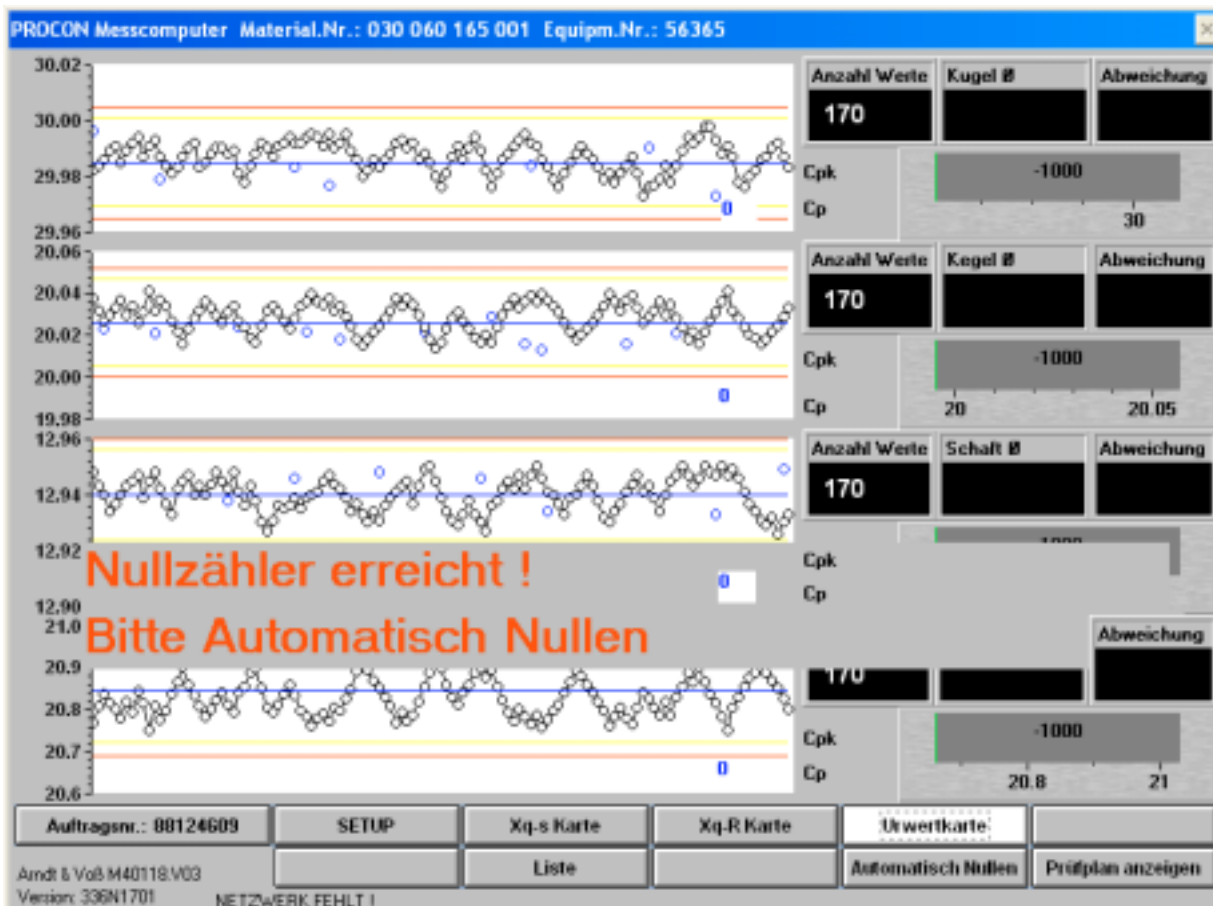 PROCON Messcomputer Material.Nr.: 030 060 165 001 Equipm.Nr.: 56365
30.02
30.00
29.98
29.96
Anzahl Werte Kugel Ø Abweichung
170
Cpk
Cp
-1000
30
0
20.06
20.04
20.02
20.00
19.98
Anzahl Werte Kegel Ø Abweichung
170
Cpk
Cp
-1000
20 20.05
0
12.96
12.94
12.92
12.90
Anzahl Werte Schaft Ø Abweichung
170
Cpk
Cp
-1000
0
Nullzähler erreicht !
Bitte Automatisch Nullen
21.0
20.9
20.8
20.7
20.6
Abweichung
170
Cpk
Cp
-1000
20.8 21
0
Auftragsnr.: 88124609 SETUP Xq-s Karte Xq-R Karte Urwertkarte
Liste Automatisch Nullen Prüfplan anzeigen
Arndt & Voß M40118.V03
Version: 336N1701 NETZWERK FEHLT !